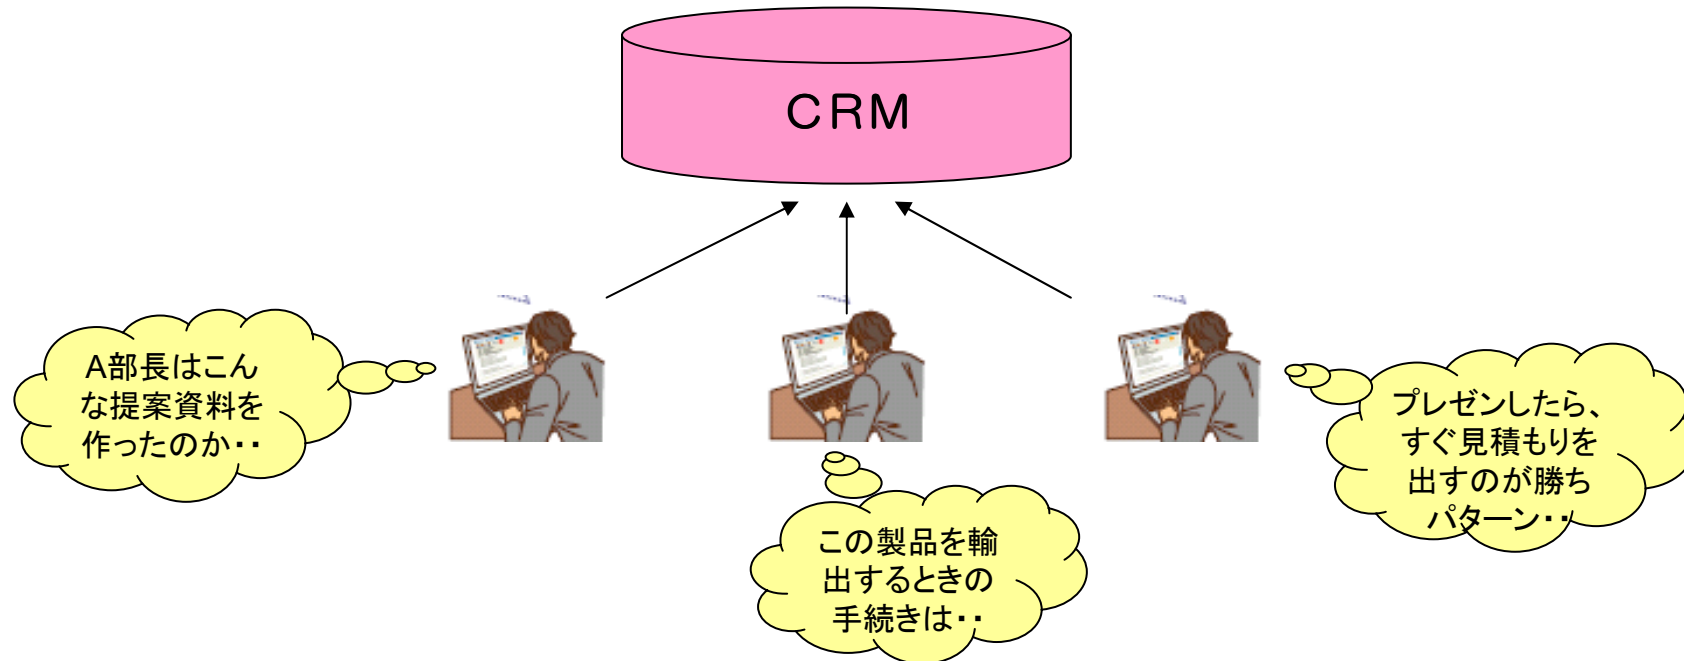 CRM
A部長はこん
な提案資料を
作ったのか・・
この製品を輸
出するときの
手続きは・・
プレゼンしたら、
すぐ見積もりを
出すのが勝ち
パターン・・